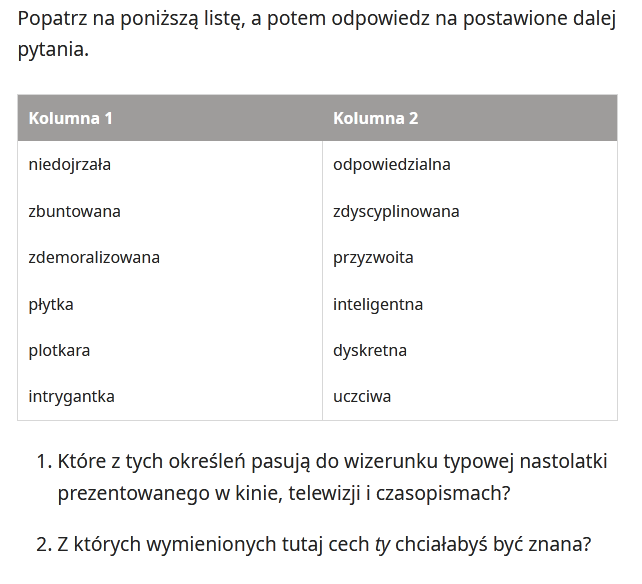 Popatrz na poniższą listę, a potem odpowiedz na postawione dalej
pytania.
Kolumna 1 Kolumna 2
niedojrzała odpowiedzialna
zbuntowana zdyscyplinowana
zdemoralizowana przyzwoita
płytka inteligentna
plotkara dyskretna
intrygantka uczciwa
1. Które z tych określeń pasują do wizerunku typowej nastolatki
prezentowanego w kinie, telewizji i czasopismach?
2. Z których wymienionych tutaj cech ty chciałabyś być znana?